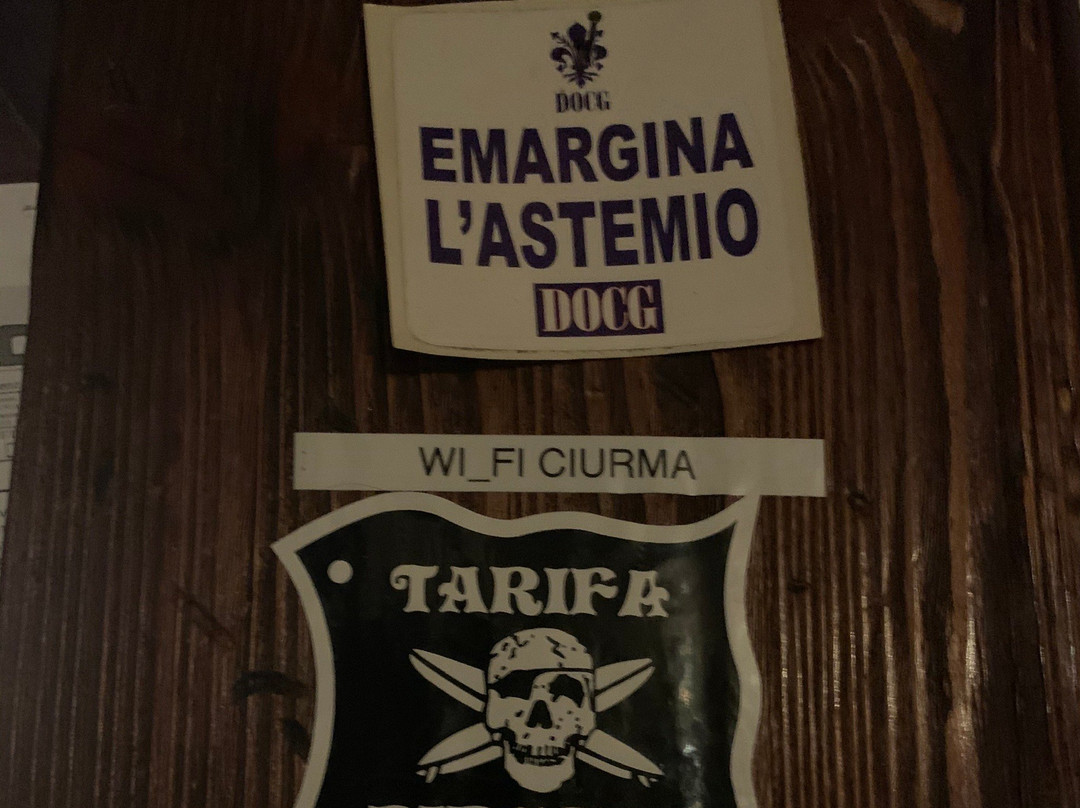 DOCG
EMARGINA
L'ASTEMIO
DOCG
WI_FI CIURMA
TARIFA